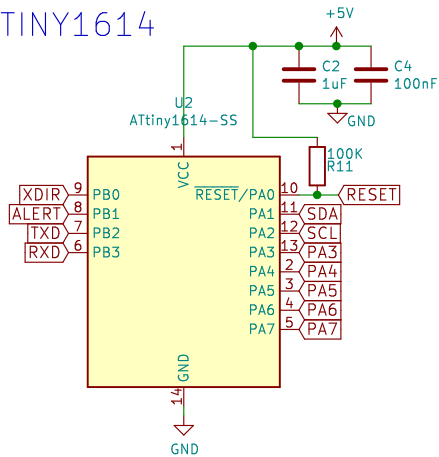 TINY1614
+5V
C2
1uF
C4
100nF
GND
U2
ATtiny1614-SS
1
VCC
100K
R11
XDIR 9 PB0
RESET/PA0 10 RESET
ALERT 8 PB1
PA1 11 SDA
TXD 7 PB2
PA2 12 SCL
RXD 6 PB3
PA3 13 PA3
PA4 2 PA4
PA5 3 PA5
PA6 4 PA6
PA7 5 PA7
GND
14
GND